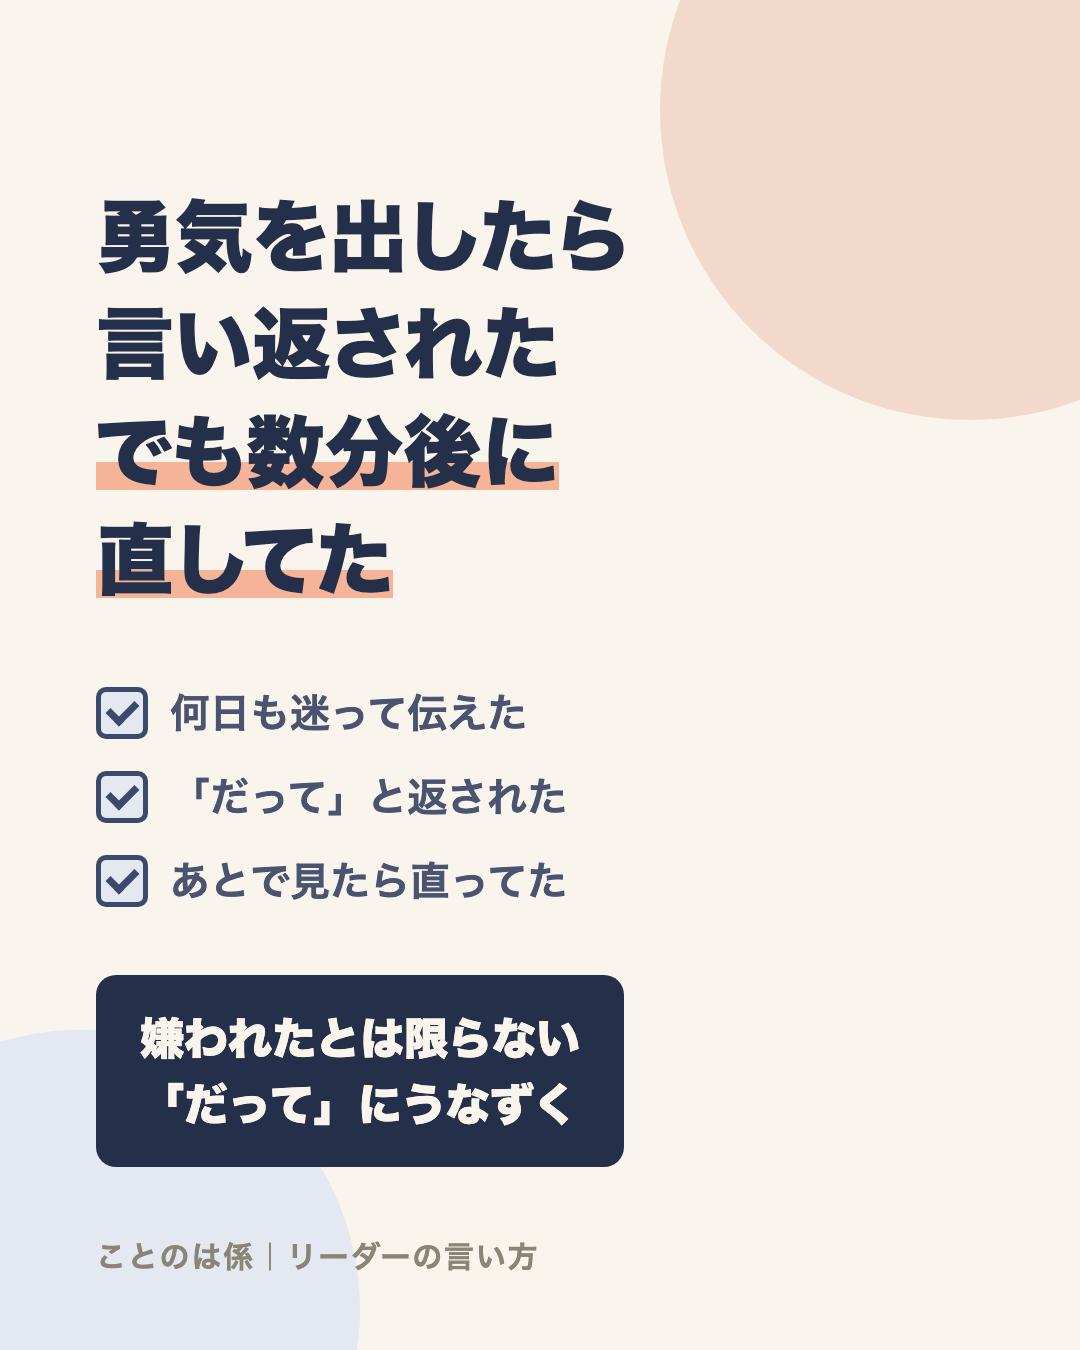 勇気を出したら
言い返された
でも数分後に
直してた
何日も迷って伝えた
「だって」と返された
あとで見たら直ってた
嫌われたとは限らない
「だって」にうなずく
ことのは係｜リーダーの言い方